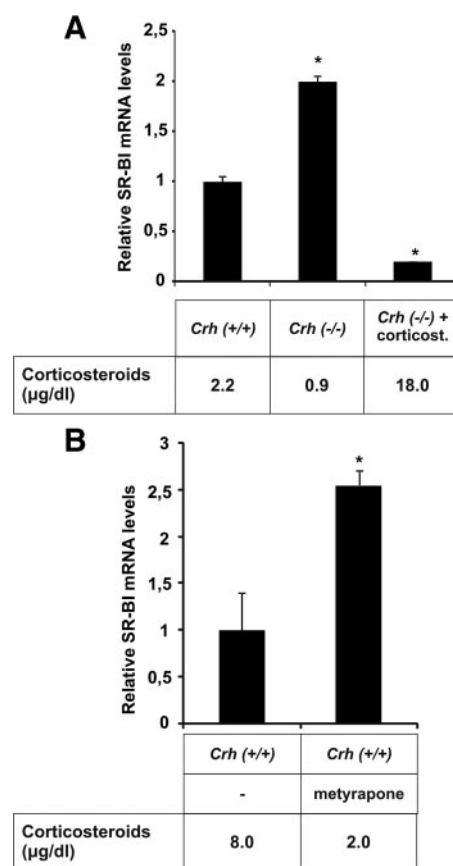 A
Relative SR-BI mRNA levels
2,5
2
1,5
1
0,5
0
*
*
Crh (+/+)
Crh (-/-)
Crh (-/-) +
corticost.
Corticosteroids
(µg/dl)
2.2
0.9
18.0
B
Relative SR-BI mRNA levels
3
2,5
2
1,5
1
0,5
0
*
Crh (+/+)
Crh (+/+)
-
metyrapone
Corticosteroids
(µg/dl)
8.0
2.0